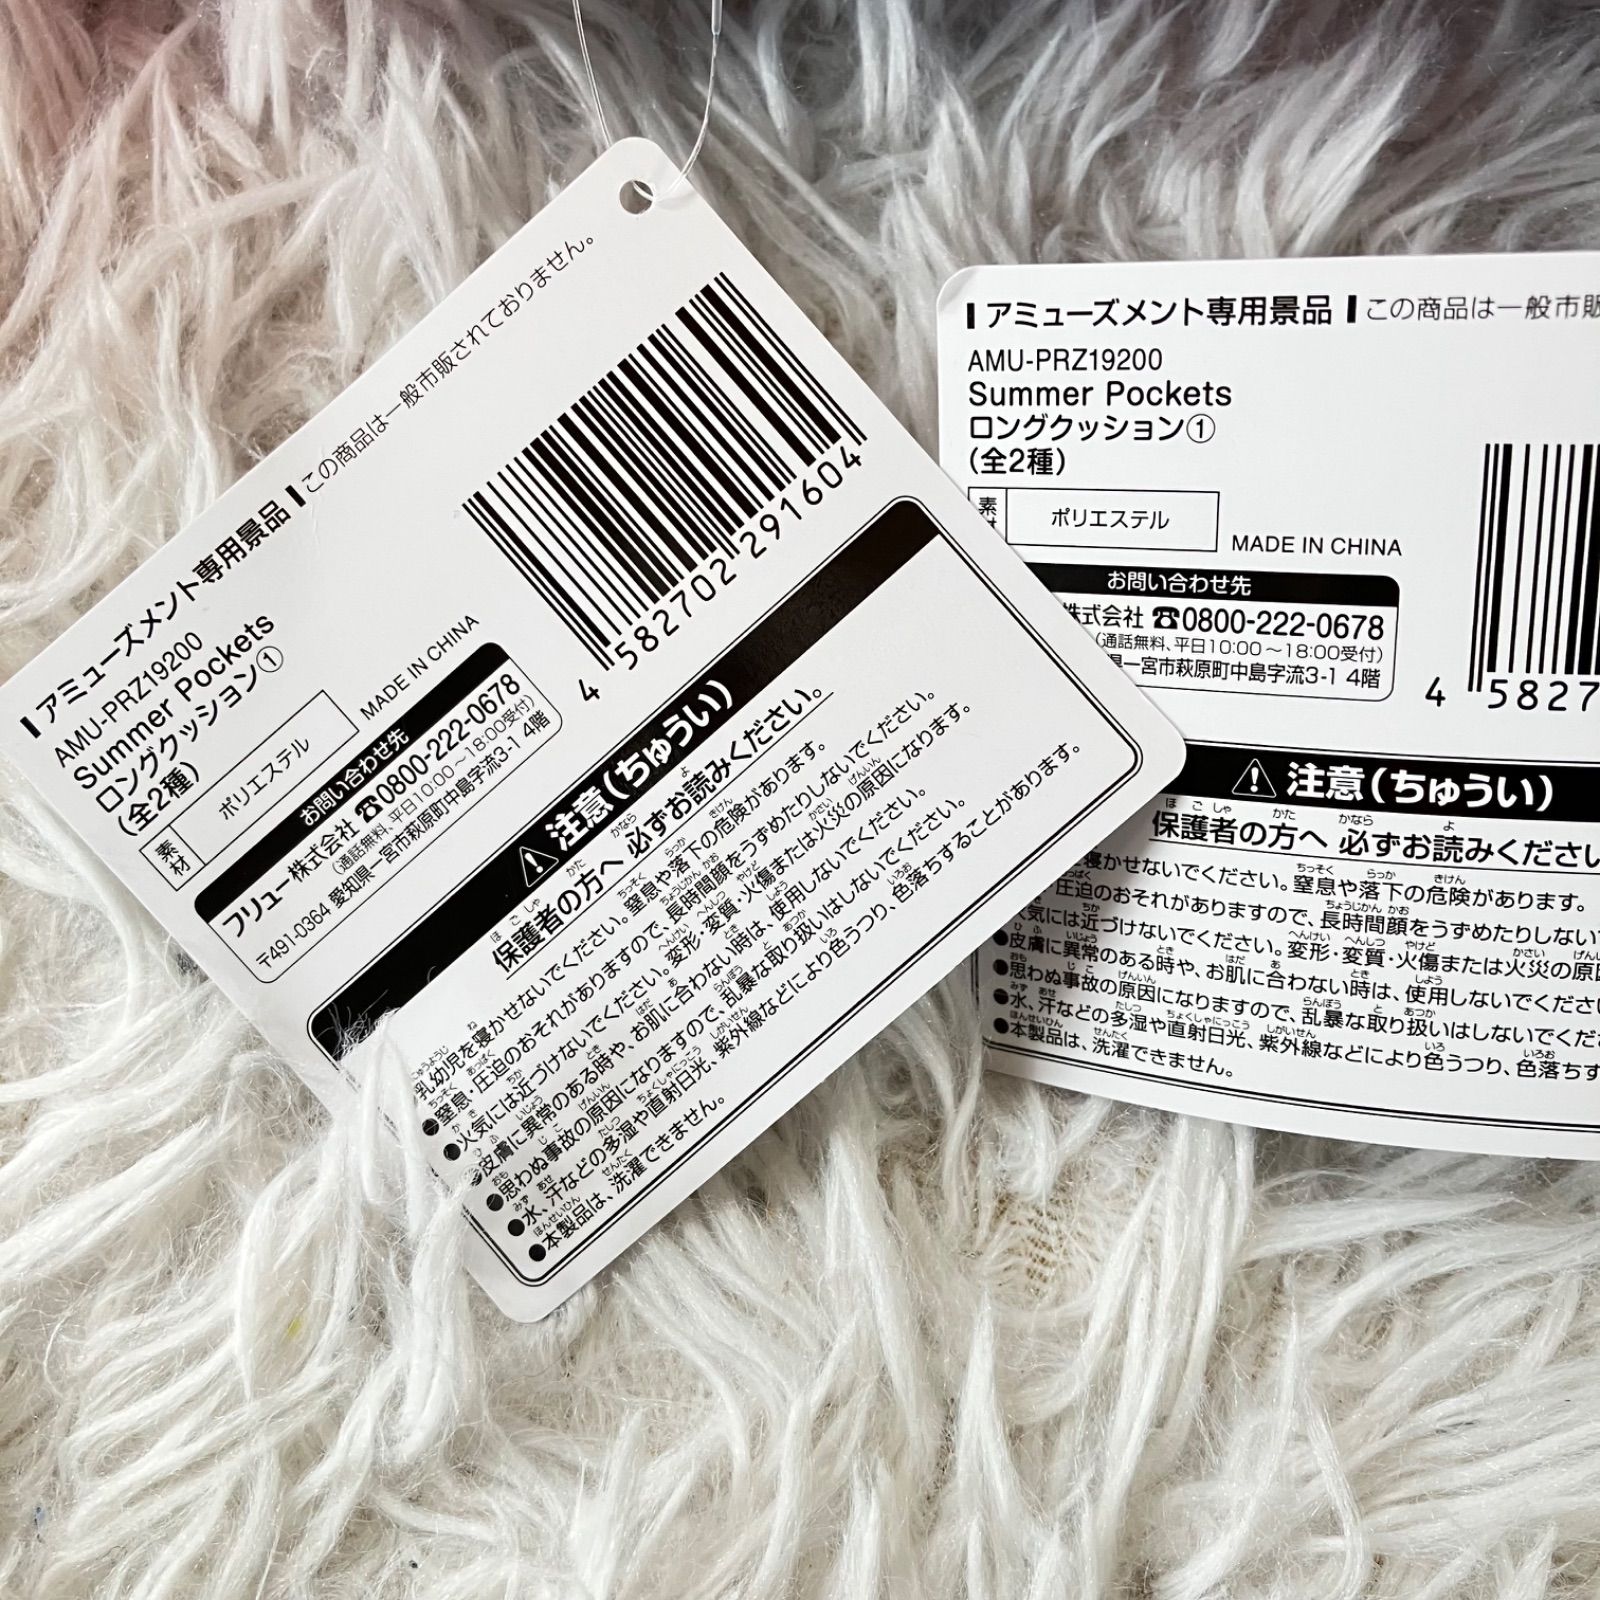 アミューズメント専用景品 この商品は一般市販されておりません。
AMU-PRZ19200
Summer Pockets
ロングクッション①
(全2種)
素材 ポリエステル
MADE IN CHINA
お問い合わせ先
フリュー株式会社 ☎0800-222-0678
(通話無料、平日10:00~18:00受付)
〒491-0364 愛知県一宮市萩原町中島字流3-1 4階
4 582702 291604
⚠注意(ちゅうい)
保護者の方へ 必ずお読みください。
乳幼児を寝かせないでください。窒息や落下の危険があります。
●窒息・圧迫のおそれがありますので、長時間顔をうずめたりしないでください。
●火気には近づけないでください。変形・変質・火傷または火災の原因になります。
●皮膚に異常のある時や、お肌に合わない時は、使用しないでください。
●思わぬ事故の原因になりますので、乱暴な取り扱いはしないでください。
●水、汗などの多湿や直射日光、紫外線などにより色うつり、色落ちすることがあります。
●本製品は、洗濯できません。
アミューズメント専用景品 この商品は一般市販
AMU-PRZ19200
Summer Pockets
ロングクッション①
(全2種)
素材 ポリエステル
MADE IN CHINA
お問い合わせ先
株式会社 ☎0800-222-0678
(通話無料、平日10:00~18:00受付)
県一宮市萩原町中島字流3-1 4階
4 5827
⚠注意(ちゅうい)
保護者の方へ 必ずお読みください
寝かせないでください。窒息や落下の危険があります。
・圧迫のおそれがありますので、長時間顔をうずめたりしない
火気には近づけないでください。変形・変質・火傷または火災の原
●皮膚に異常のある時や、お肌に合わない時は、使用しないでくださ
●思わぬ事故の原因になりますので、乱暴な取り扱いはしないでくだ
●水、汗などの多湿や直射日光、紫外線などにより色うつり、色落ちす
●本製品は、洗濯できません。